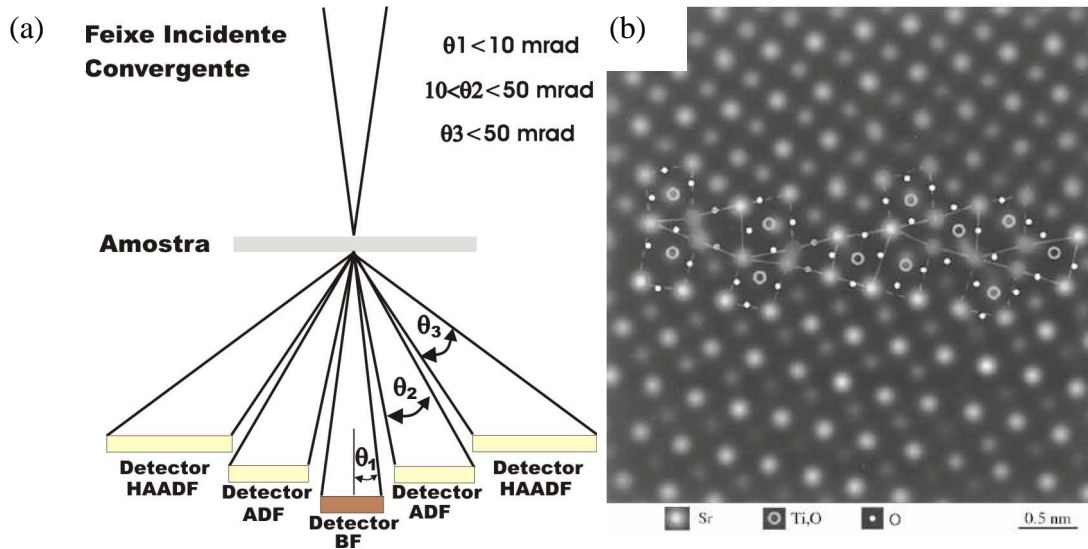 (a)
Feixe Incidente
Convergente
θ1<10 mrad
10<θ2<50 mrad
θ3<50 mrad
Amostra
θ3
θ2
θ1
Detector
HAADF
Detector
ADF
Detector
BF
Detector
ADF
Detector
HAADF
(b)
Sr
Ti,O
O
0.5 nm